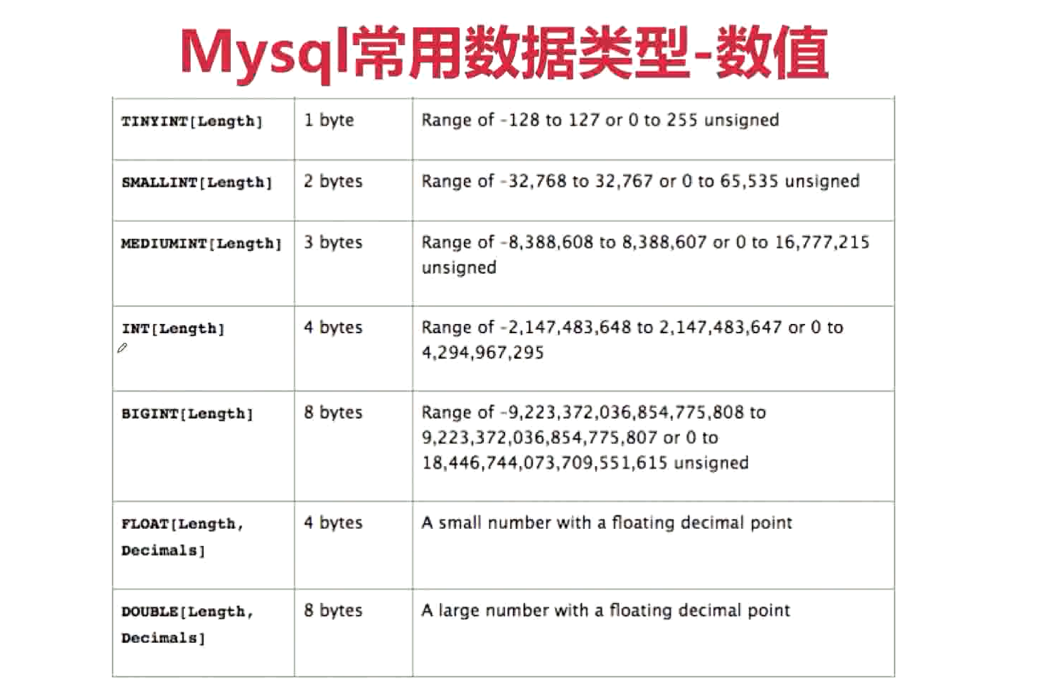 Mysql常用数据类型-数值
TINYINT[Length]
1 byte
Range of -128 to 127 or 0 to 255 unsigned
SMALLINT[Length]
2 bytes
Range of -32,768 to 32,767 or 0 to 65,535 unsigned
MEDIUMINT[Length]
3 bytes
Range of -8,388,608 to 8,388,607 or 0 to 16,777,215
unsigned
INT[Length]
4 bytes
Range of -2,147,483,648 to 2,147,483,647 or 0 to
4,294,967,295
BIGINT[Length]
8 bytes
Range of -9,223,372,036,854,775,808 to
9,223,372,036,854,775,807 or 0 to
18,446,744,073,709,551,615 unsigned
FLOAT[Length,
Decimals]
4 bytes
A small number with a floating decimal point
DOUBLE[Length,
Decimals]
8 bytes
A large number with a floating decimal point